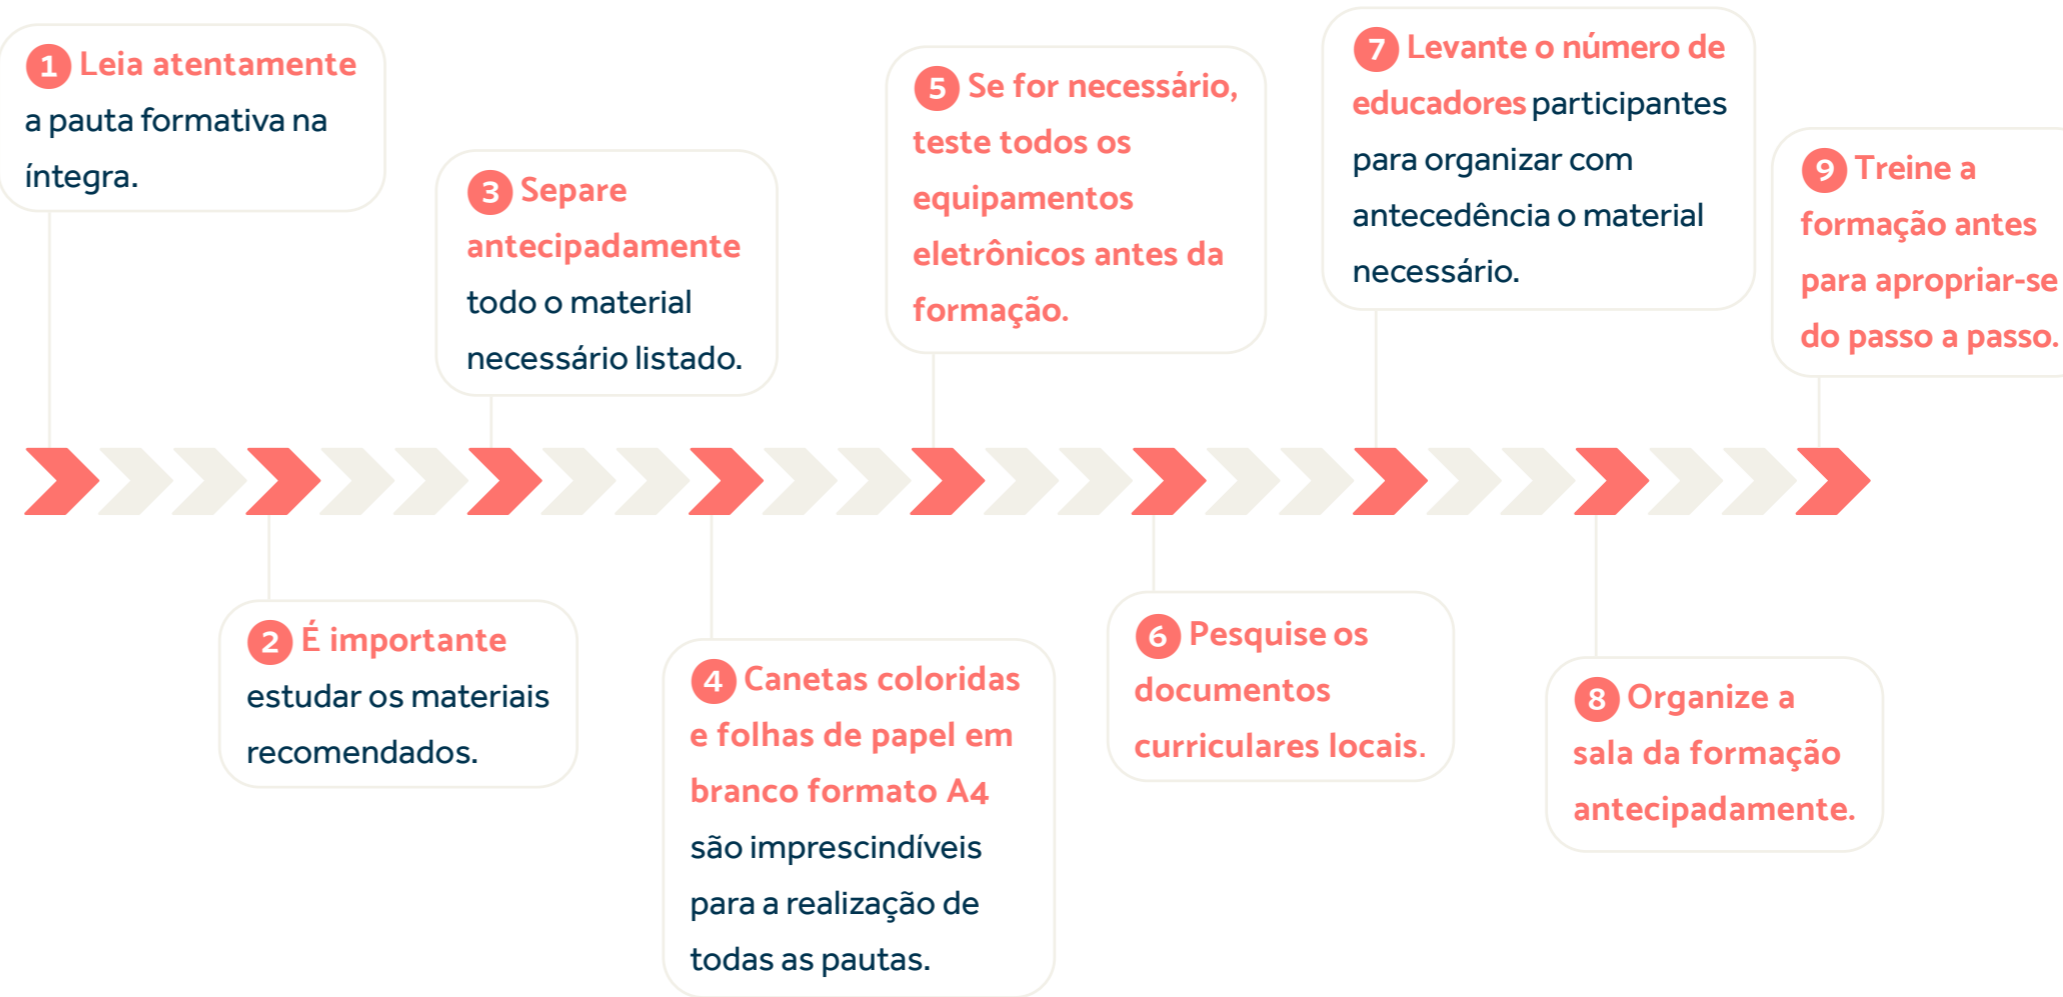 1 Leia atentamente
a pauta formativa na
íntegra.
2 É importante
estudar os materiais
recomendados.
3 Separe
antecipadamente
todo o material
necessário listado.
4 Canetas coloridas
e folhas de papel em
branco formato A4
são imprescindíveis
para a realização de
todas as pautas.
5 Se for necessário,
teste todos os
equipamentos
eletrônicos antes da
formação.
6 Pesquise os
documentos
curriculares locais.
7 Levante o número de
educadores participantes
para organizar com
antecedência o material
necessário.
8 Organize a
sala da formação
antecipadamente.
9 Treine a
formação antes
para apropriar-se
do passo a passo.